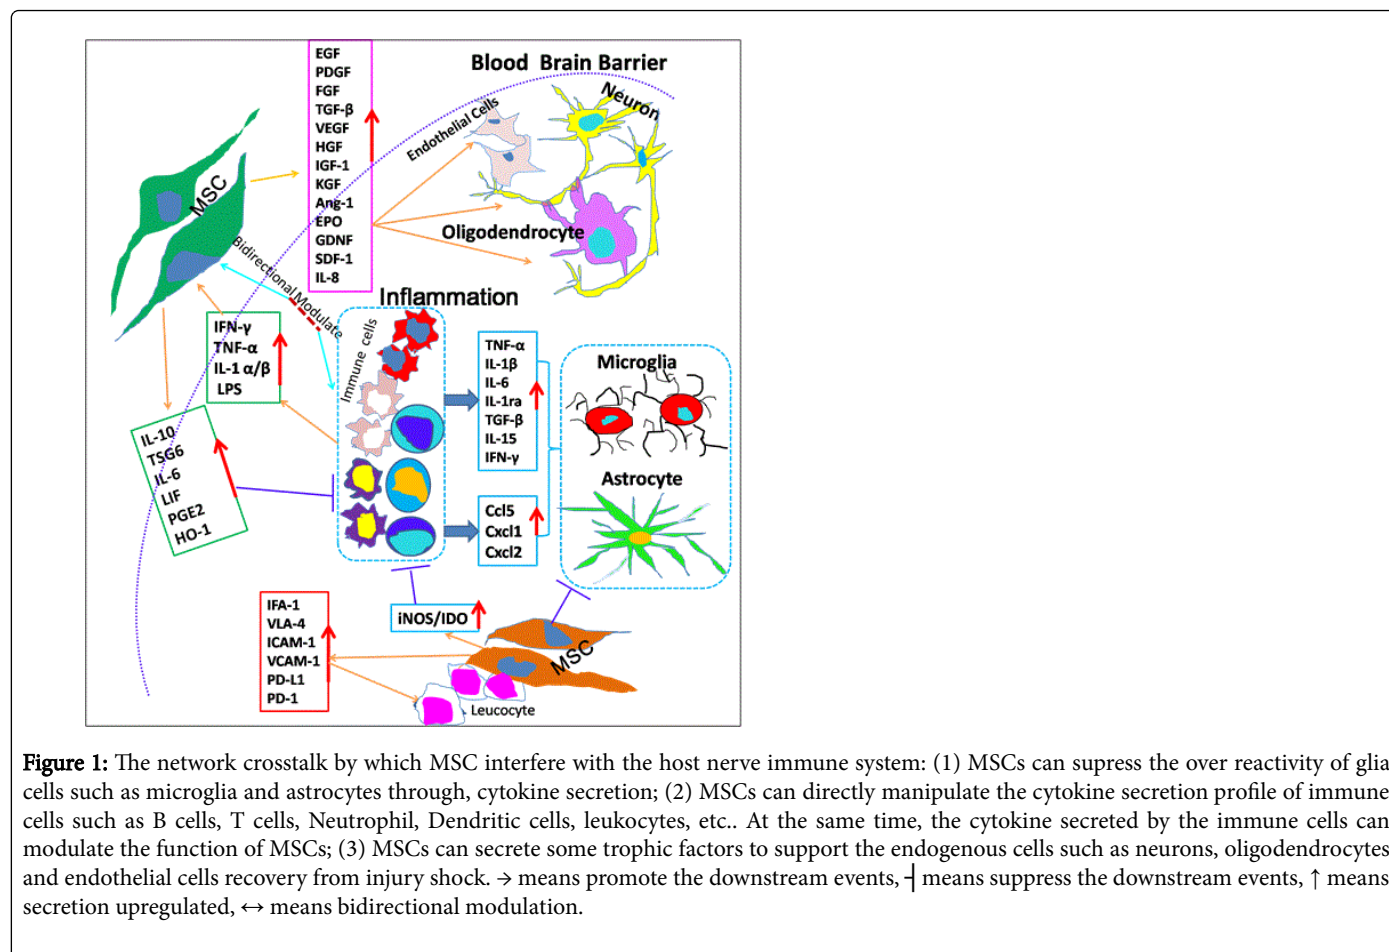 EGF
PDGF
FGF
TGF-β
VEGF
HGF
IGF-1
KGF
Ang-1
EPO
GDNF
SDF-1
IL-8
Blood Brain Barrier
Endothelial Cells
Neuron
Oligodendrocyte
MSC
Bidirectional Modulate
Inflammation
Immune cells
IFN-γ
TNF-α
IL-1 α/β
LPS
IL-10
TSG6
IL-6
LIF
PGE2
HO-1
TNF-α
IL-1β
IL-6
IL-1ra
TGF-β
IL-15
IFN-γ
Ccl5
Cxcl1
Cxcl2
Microglia
Astrocyte
iNOS/IDO
IFA-1
VLA-4
ICAM-1
VCAM-1
PD-L1
PD-1
MSC
Leucocyte
Figure 1: The network crosstalk by which MSC interfere with the host nerve immune system: (1) MSCs can supress the over reactivity of glia
cells such as microglia and astrocytes through, cytokine secretion; (2) MSCs can directly manipulate the cytokine secretion profile of immune
cells such as B cells, T cells, Neutrophil, Dendritic cells, leukocytes, etc.. At the same time, the cytokine secreted by the immune cells can
modulate the function of MSCs; (3) MSCs can secrete some trophic factors to support the endogenous cells such as neurons, oligodendrocytes
and endothelial cells recovery from injury shock. → means promote the downstream events, ┤means suppress the downstream events, ↑ means
secretion upregulated, ↔ means bidirectional modulation.